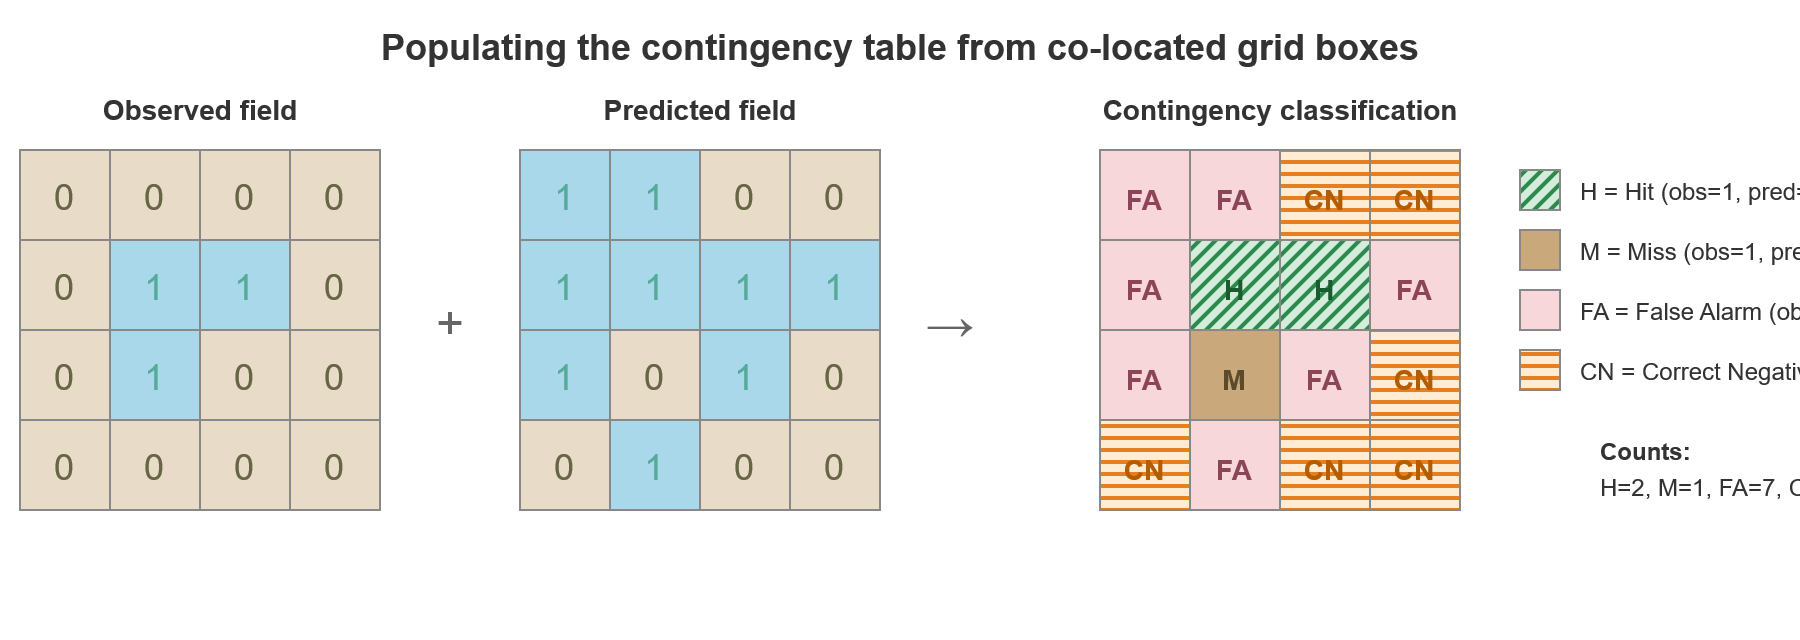 Populating the contingency table from co-located grid boxes
Observed field
Predicted field
Contingency classification
0 0 0 0
0 1 1 0
0 1 0 0
0 0 0 0
+
1 1 0 0
1 1 1 1
1 0 1 0
0 1 0 0
→
FA FA CN CN
FA H H FA
FA M FA CN
CN FA CN CN
H = Hit (obs=1, pred=
M = Miss (obs=1, pre
FA = False Alarm (ob
CN = Correct Negativ
Counts:
H=2, M=1, FA=7, C